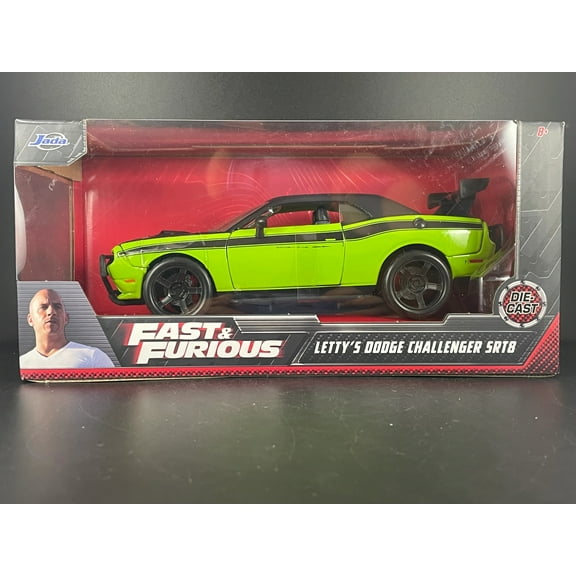 Jada
8+
DIE-
CAST
FAST &
FURIOUS
LETTY'S DODGE CHALLENGER SRT8